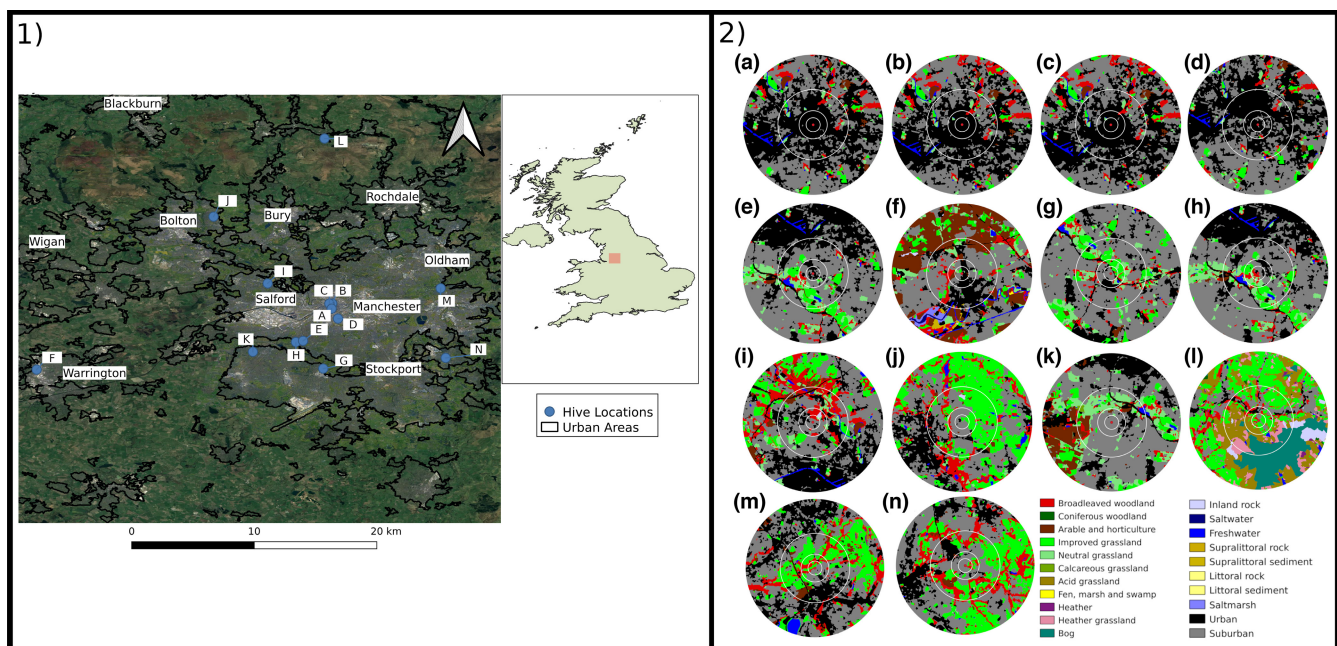 1)
Blackburn
L
J
Rochdale
Bolton
Bury
Wigan
Oldham
I
C
B
M
Salford
Manchester
A
D
E
K
N
F
H
G
Warrington
Stockport
Hive Locations
Urban Areas
0
10
20 km
2)
(a)
(b)
(c)
(d)
(e)
(f)
(g)
(h)
(i)
(j)
(k)
(l)
(m)
(n)
Broadleaved woodland
Coniferous woodland
Arable and horticulture
Improved grassland
Neutral grassland
Calcareous grassland
Acid grassland
Fen, marsh and swamp
Heather
Heather grassland
Bog
Inland rock
Saltwater
Freshwater
Supralittoral rock
Supralittoral sediment
Littoral rock
Littoral sediment
Saltmarsh
Urban
Suburban